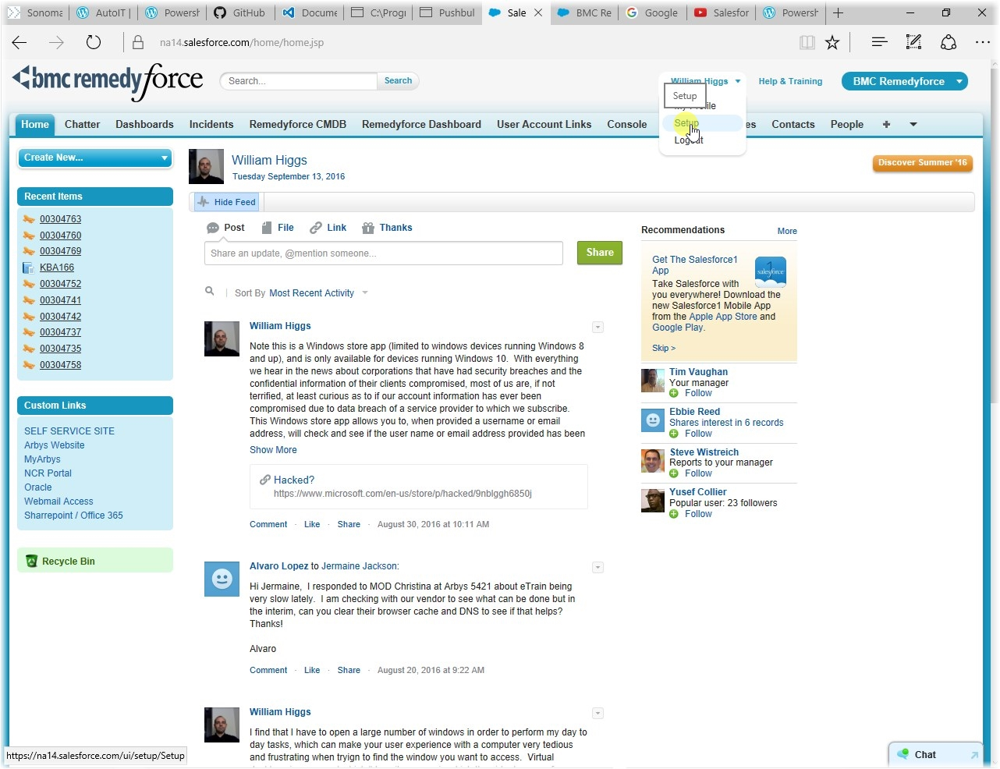 Sonoma
AutoIT |
Powersh
GitHub
Docume
C:\Progr
Pushbul
Sale
BMC Re
Google
Salesfor
Powersh
na14.salesforce.com/home/home.jsp
bmc remedyforce
Search...
Search
William Higgs
Help & Training
BMC Remedyforce
Setup
Setup
Logout
Home
Chatter
Dashboards
Incidents
Remedyforce CMDB
Remedyforce Dashboard
User Account Links
Console
es
Contacts
People
Create New...
William Higgs
Tuesday September 13, 2016
Discover Summer '16
Recent Items
00304763
00304760
00304769
KBA166
00304752
00304741
00304742
00304737
00304735
00304758
Custom Links
SELF SERVICE SITE
Arbys Website
MyArbys
NCR Portal
Oracle
Webmail Access
Sharrepoint / Office 365
Recycle Bin
Hide Feed
Post
File
Link
Thanks
Share an update, @mention someone...
Share
Sort By Most Recent Activity
William Higgs
Note this is a Windows store app (limited to windows devices running Windows 8
and up), and is only available for devices running Windows 10. With everything
we hear in the news about corporations that have had security breaches and the
confidential information of their clients compromised, most of us are, if not
terrified, at least curious as to if our account information has ever been
compromised due to data breach of a service provider to which we subscribe.
This Windows store app allows you to, when provided a username or email
address, will check and see if the user name or email address provided has been
Show More
Hacked?
https://www.microsoft.com/en-us/store/p/hacked/9nblggh6850j
Comment · Like · Share · August 30, 2016 at 10:11 AM
Alvaro Lopez to Jermaine Jackson:
Hi Jermaine, I responded to MOD Christina at Arbys 5421 about eTrain being
very slow lately. I am checking with our vendor to see what can be done but in
the interim, can you clear their browser cache and DNS to see if that helps?
Thanks!
Alvaro
Comment · Like · Share · August 20, 2016 at 9:22 AM
William Higgs
I find that I have to open a large number of windows in order to perform my day to
day tasks, which can make your user experience with a computer very tedious
and frustrating when tryign to find the window you want to access. Virtual
Recommendations
More
Get The Salesforce1
App
salesforce
Take Salesforce with
you everywhere! Download the
new Salesforce1 Mobile App
from the Apple App Store and
Google Play.
Skip >
Tim Vaughan
Your manager
Follow
Ebbie Reed
Shares interest in 6 records
Follow
Steve Wistreich
Reports to your manager
Follow
Yusef Collier
Popular user: 23 followers
Follow
https://na14.salesforce.com/ui/setup/Setup
Chat